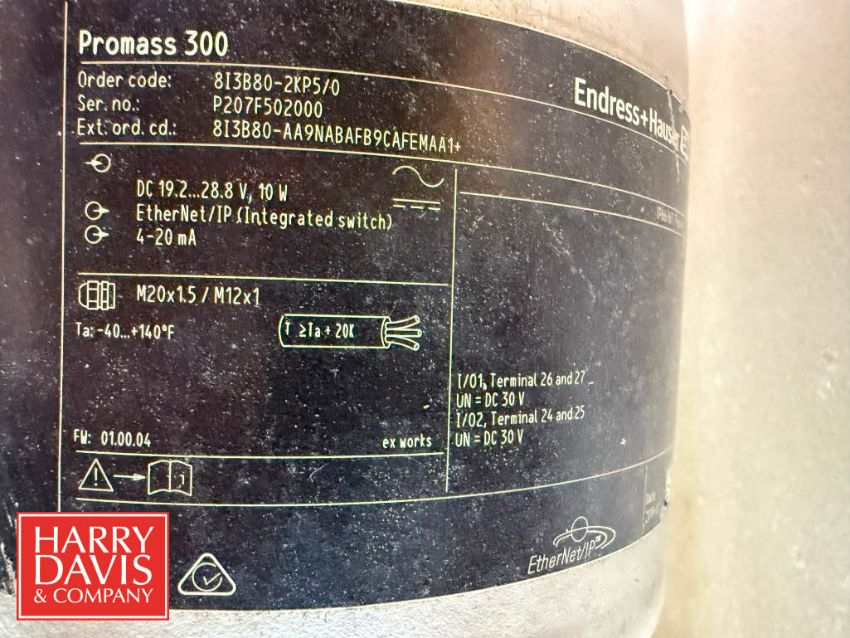 Promass 300
Endress+Hauser
Order code: 8I3B80-2KP5/0
Ser. no.: P207F502000
Ext. ord. cd.: 8I3B80-AA9NABAFB9CAFEMAA1+
DC 19.2...28.8 V, 10 W
EtherNet/IP (Integrated switch)
4-20 mA
M20x1.5 / M12x1
Ta: -40...+140°F
T ≥Ta + 20K
I/O1, Terminal 26 and 27
UN = DC 30 V
I/O2, Terminal 24 and 25
UN = DC 30 V
FW: 01.00.04
ex works
i
EtherNet/IP™
HARRY
DAVIS
& COMPANY